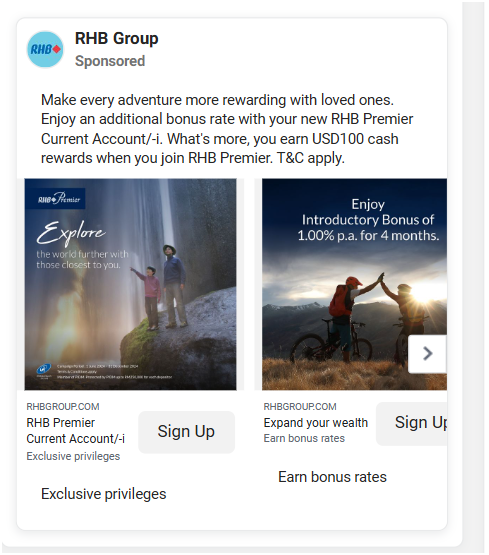 RHB Group
RHB
Sponsored
Make every adventure more rewarding with loved ones.
Enjoy an additional bonus rate with your new RHB Premier
Current Account/-i. What's more, you earn USD100 cash
rewards when you join RHB Premier. T&C apply.
RHB Premier
Explore
the world further with
those closest to you.
Enjoy
Introductory Bonus of
1.00% p.a. for 4 months.
RHBGROUP.COM
RHB Premier
Current Account/-i
Exclusive privileges
Sign Up
Exclusive privileges
RHBGROUP.COM
Expand your wealth
Earn bonus rates
Sign Up
Earn bonus rates